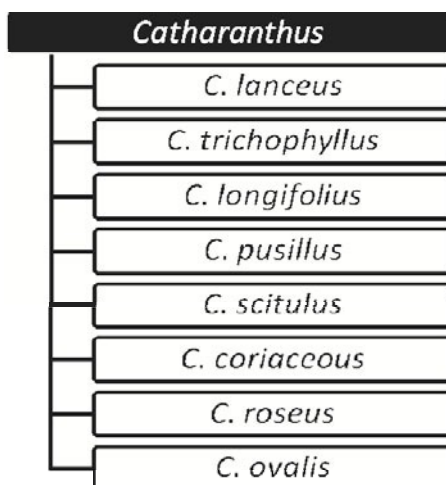 Catharanthus
C. lanceus
C. trichophyllus
C. longifolius
C. pusillus
C. scitulus
C. coriaceous
C. roseus
C. ovalis